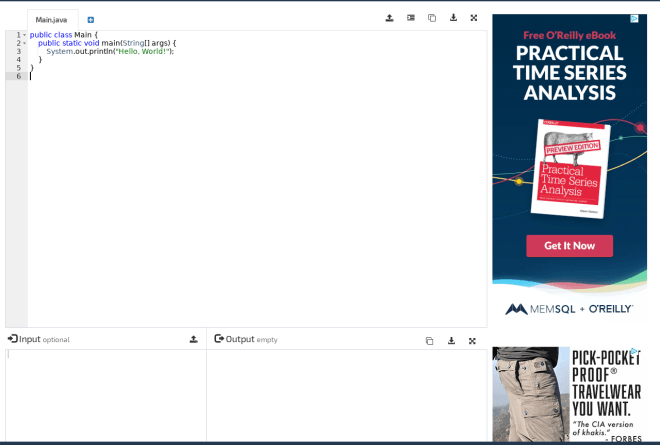 Main.java
1 public class Main {
2 public static void main(String[] args) {
3 System.out.println("Hello, World!");
4 }
5 }
6
Input optional
Output empty
Free O'Reilly eBook
PRACTICAL
TIME SERIES
ANALYSIS
PREVIEW EDITION
Practical
Time Series
Analysis
Get It Now
MEMSQL + O'REILLY
PICK-POCKET
PROOF®
TRAVELWEAR
YOU WANT.
"The CIA version
of khakis."
- FORBES